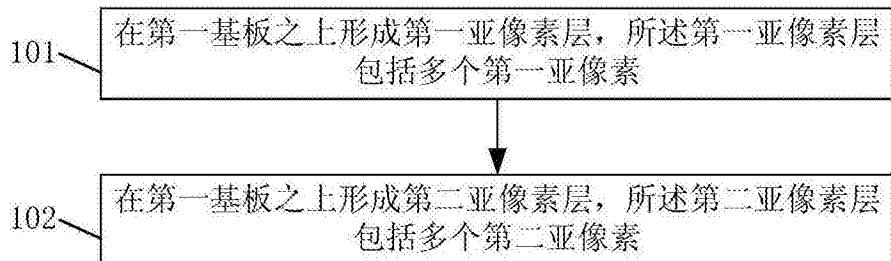 101
在第一基板之上形成第一亚像素层，所述第一亚像素层
包括多个第一亚像素
102
在第一基板之上形成第二亚像素层，所述第二亚像素层
包括多个第二亚像素